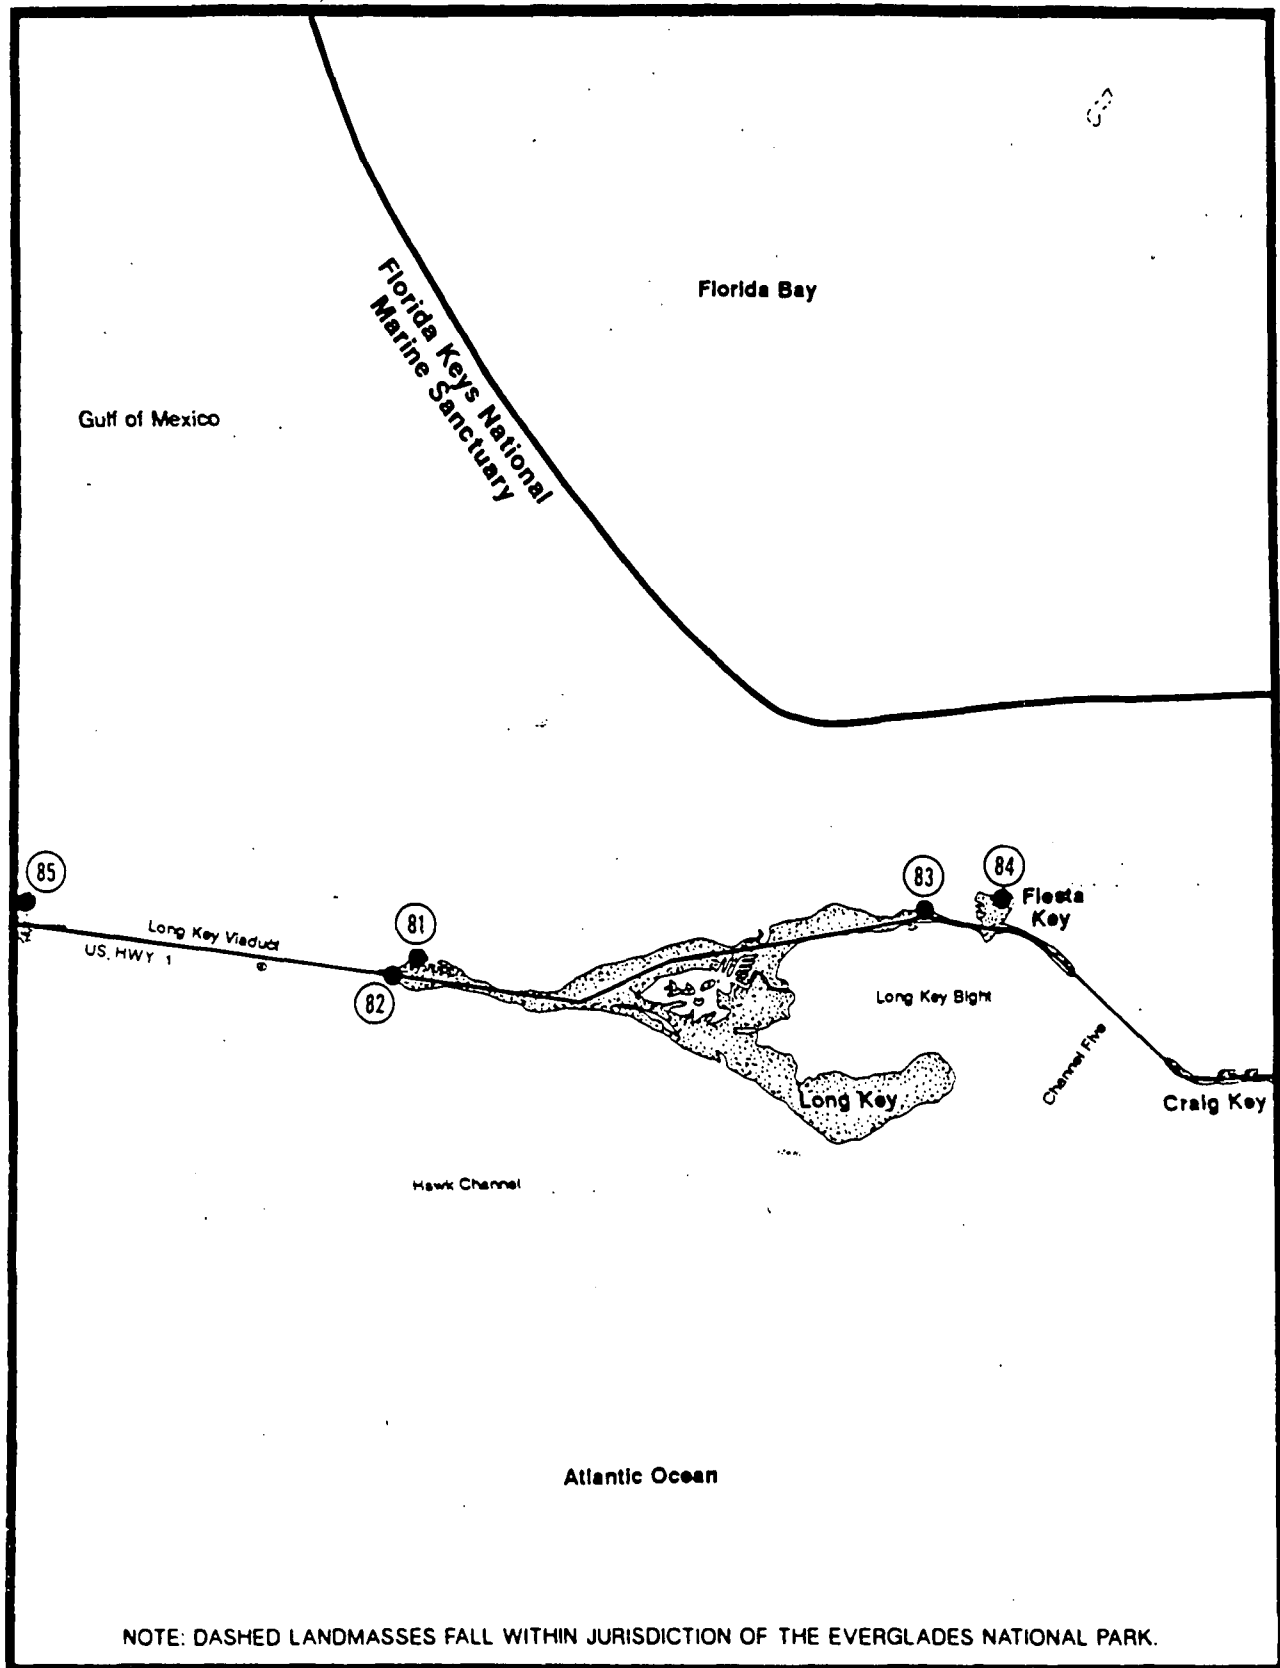 Florida Bay
Florida Keys National
Marine Sanctuary
Gulf of Mexico
85
83
84
Fiesta
Key
81
Long Key Viaduct
US. HWY 1
82
Long Key Bight
Channel Five
Long Key
Craig Key
Hawk Channel
Atlantic Ocean
NOTE: DASHED LANDMASSES FALL WITHIN JURISDICTION OF THE EVERGLADES NATIONAL PARK.